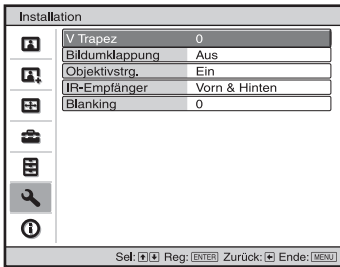 Installation
V Trapez 0
Bildumklappung Aus
Objektivstrg. Ein
IR-Empfänger Vorn & Hinten
Blanking 0
Sel: Reg: ENTER Zurück: Ende: MENU